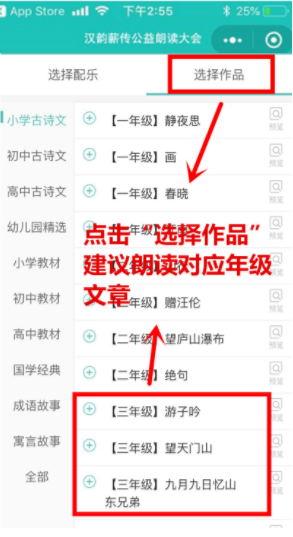 App Store 下午2:55 25%
汉韵薪传公益朗读大会
选择配乐 选择作品
小学古诗文
初中古诗文
高中古诗文
幼儿园精选
小学教材
初中教材
高中教材
国学经典
成语故事
寓言故事
全部
【一年级】静夜思
预览
【一年级】画
预览
【一年级】春晓
预览
点击“选择作品”
建议朗读对应年级
文章
【二年级】赠汪伦
预览
【二年级】望庐山瀑布
预览
【二年级】绝句
预览
【三年级】游子吟
预览
【三年级】望天门山
预览
【三年级】九月九日忆山
东兄弟
预览